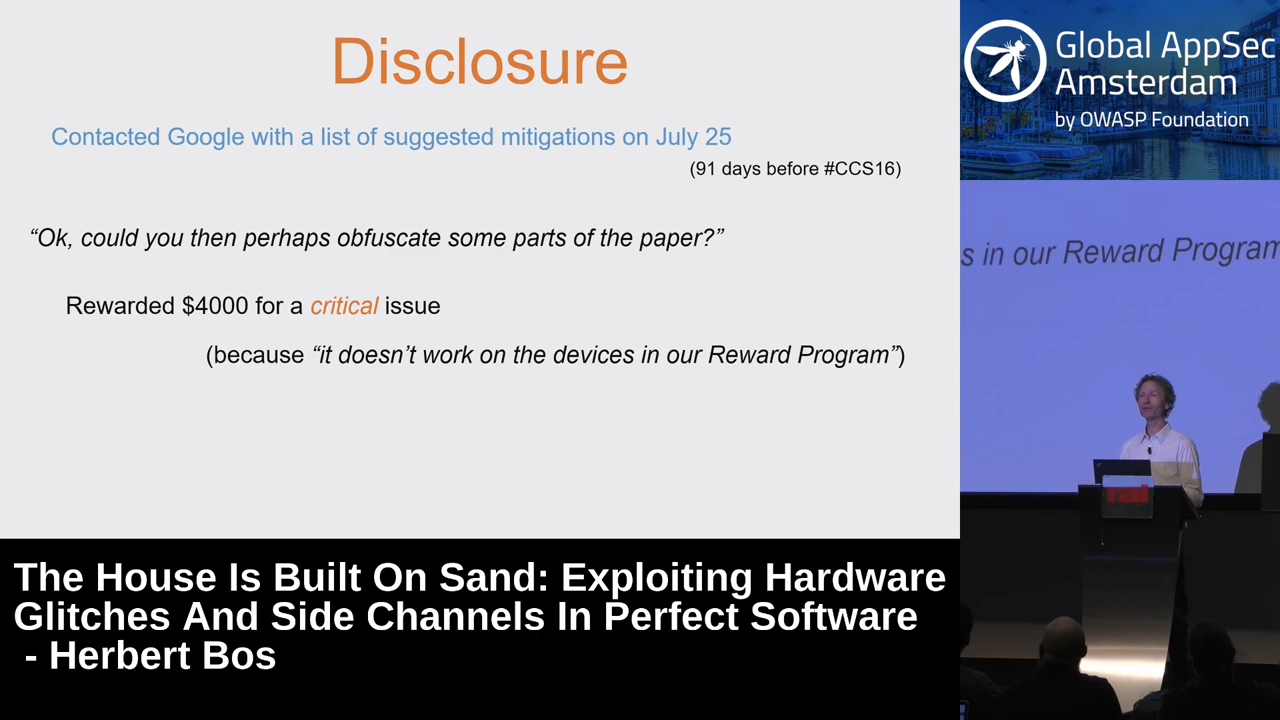 Disclosure
Contacted Google with a list of suggested mitigations on July 25
(91 days before #CCS16)
“Ok, could you then perhaps obfuscate some parts of the paper?”
Rewarded $4000 for a critical issue
(because “it doesn’t work on the devices in our Reward Program”)
The House Is Built On Sand: Exploiting Hardware
Glitches And Side Channels In Perfect Software
- Herbert Bos
Global AppSec
Amsterdam
by OWASP Foundation
s in our Reward Program
rai